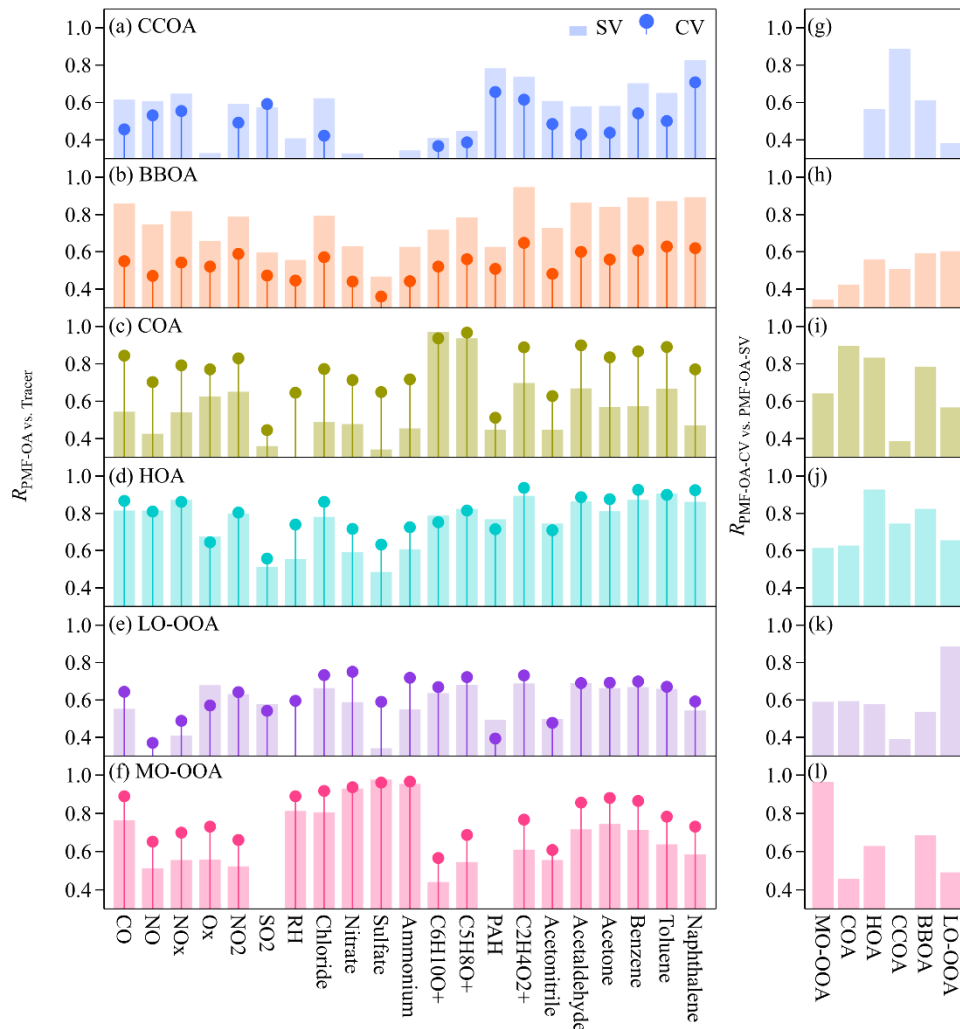 (a) CCOA
SV
CV
(g)
1.0
0.8
0.6
0.4
(b) BBOA
(h)
1.0
0.8
0.6
0.4
(c) COA
(i)
1.0
0.8
0.6
0.4
(d) HOA
(j)
1.0
0.8
0.6
0.4
(e) LO-OOA
(k)
1.0
0.8
0.6
0.4
(f) MO-OOA
(l)
1.0
0.8
0.6
0.4
R PMF-OA vs. Tracer
R PMF-OA-CV vs. PMF-OA-SV
1.0
0.8
0.6
0.4
1.0
0.8
0.6
0.4
1.0
0.8
0.6
0.4
1.0
0.8
0.6
0.4
1.0
0.8
0.6
0.4
1.0
0.8
0.6
0.4
CO
NO
NOx
Ox
NO2
SO2
RH
Chloride
Nitrate
Sulfate
Ammonium
C6H10O+
C5H8O+
PAH
C2H4O2+
Acetonitrile
Acetaldehyde
Acetone
Benzene
Toluene
Naphthalene
MO-OOA
COA
HOA
CCOA
BBOA
LO-OOA